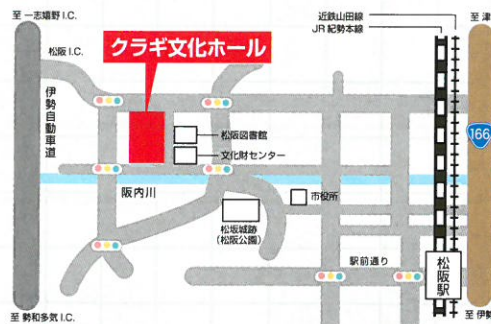 至 一志嬉野 I.C.
近鉄山田線
JR 紀勢本線
至 津
松阪 I.C.
クラギ文化ホール
伊勢自動車道
松阪図書館
文化財センター
166
阪内川
市役所
松坂城跡
(松阪公園)
駅前通り
松阪駅
至 勢和多気 I.C.
至 伊勢